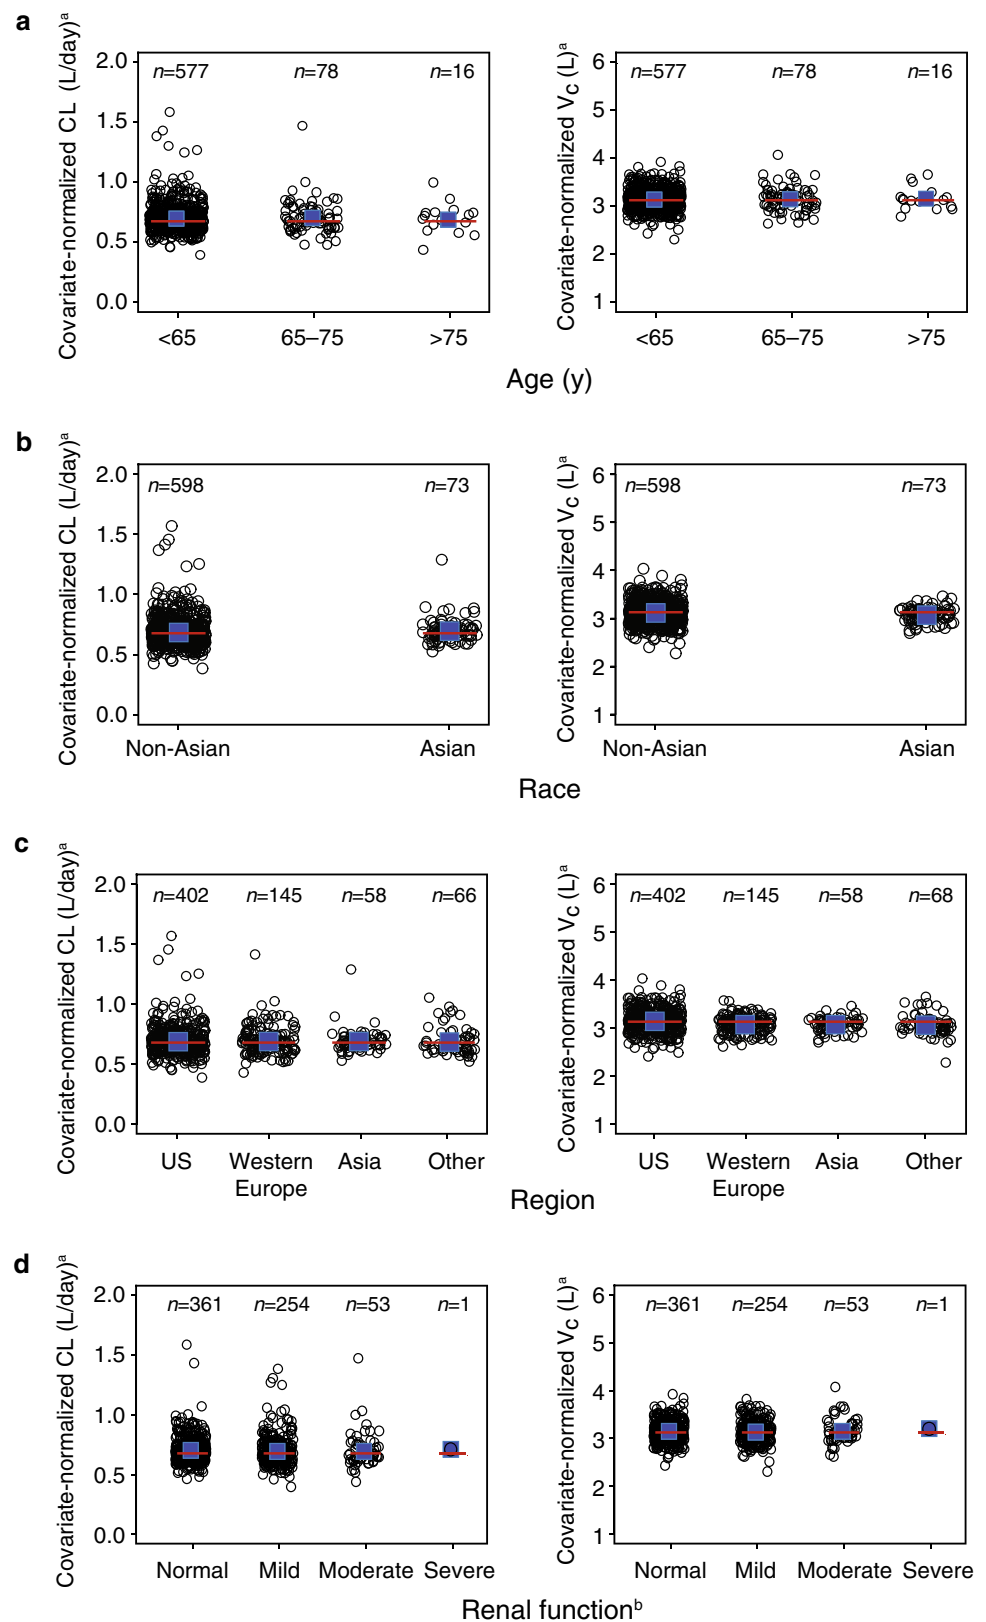 a
Covariate-normalized CL (L/day)ᵃ
2.0
1.5
1.0
0.5
0.0
n=577
n=78
n=16
<65
65–75
>75
Covariate-normalized V꜀ (L)ᵃ
6
5
4
3
2
1
n=577
n=78
n=16
<65
65–75
>75
Age (y)
b
Covariate-normalized CL (L/day)ᵃ
2.0
1.5
1.0
0.5
0.0
n=598
n=73
Non-Asian
Asian
Covariate-normalized V꜀ (L)ᵃ
6
5
4
3
2
1
n=598
n=73
Non-Asian
Asian
Race
c
Covariate-normalized CL (L/day)ᵃ
2.0
1.5
1.0
0.5
0.0
n=402
n=145
n=58
n=66
US
Western
Europe
Asia
Other
Covariate-normalized V꜀ (L)ᵃ
6
5
4
3
2
1
n=402
n=145
n=58
n=68
US
Western
Europe
Asia
Other
Region
d
Covariate-normalized CL (L/day)ᵃ
2.0
1.5
1.0
0.5
0.0
n=361
n=254
n=53
n=1
Normal
Mild
Moderate
Severe
Covariate-normalized V꜀ (L)ᵃ
6
5
4
3
2
1
n=361
n=254
n=53
n=1
Normal
Mild
Moderate
Severe
Renal functionᵇ